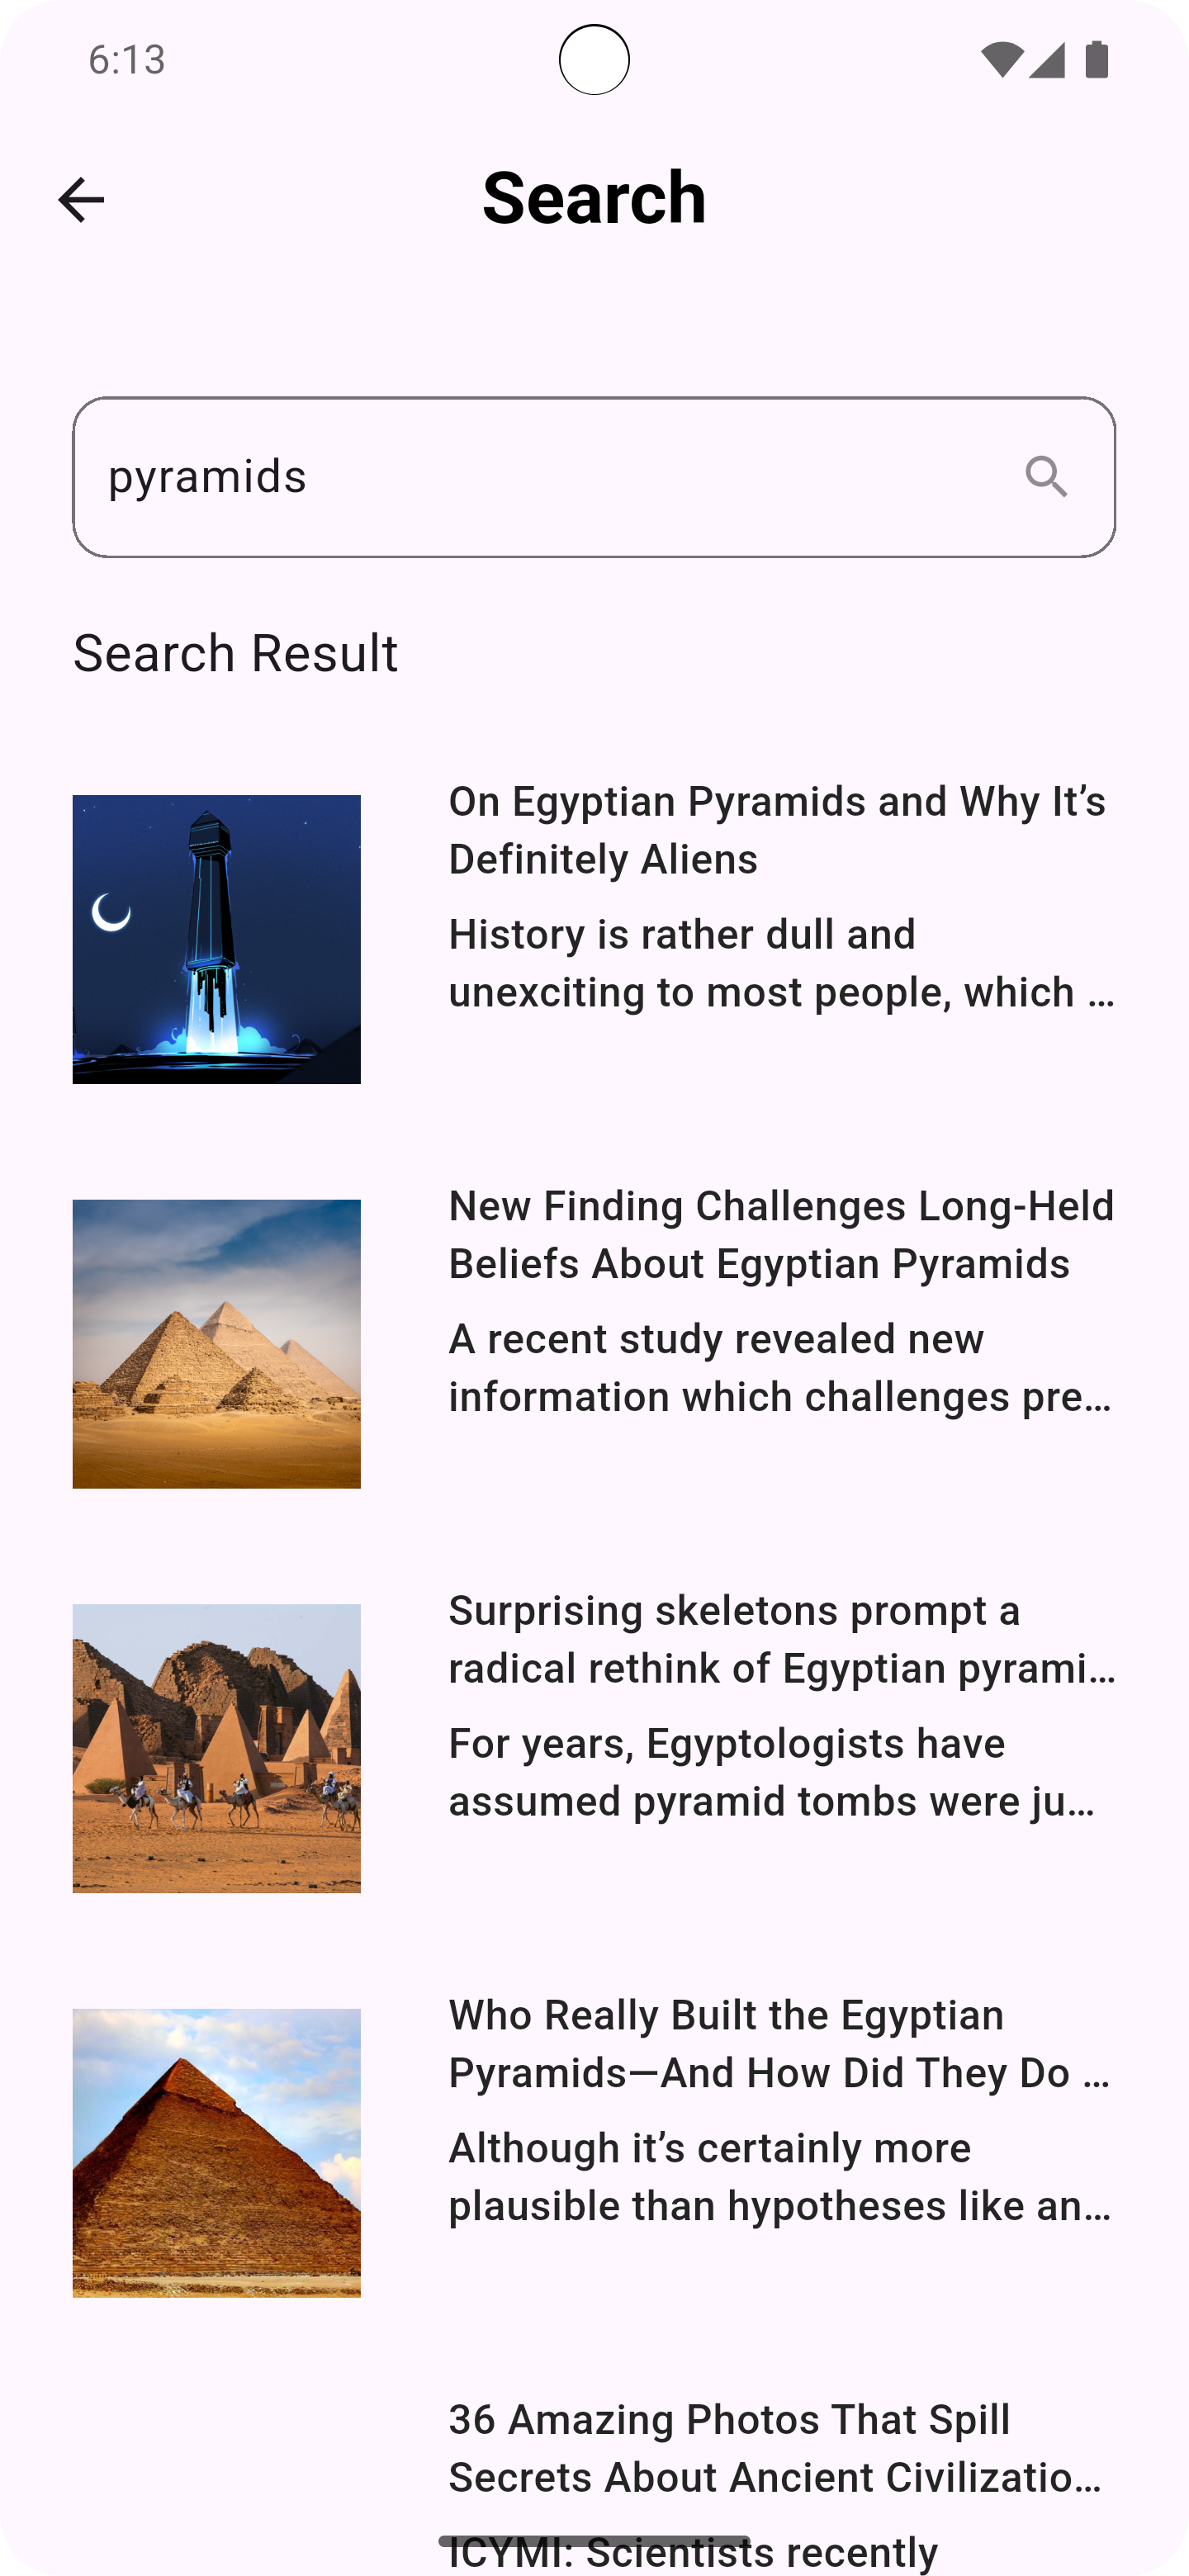 6:13
Search
pyramids
Search Result
On Egyptian Pyramids and Why It’s
Definitely Aliens
History is rather dull and
unexciting to most people, which …
New Finding Challenges Long-Held
Beliefs About Egyptian Pyramids
A recent study revealed new
information which challenges pre…
Surprising skeletons prompt a
radical rethink of Egyptian pyrami…
For years, Egyptologists have
assumed pyramid tombs were ju…
Who Really Built the Egyptian
Pyramids—And How Did They Do …
Although it’s certainly more
plausible than hypotheses like an…
36 Amazing Photos That Spill
Secrets About Ancient Civilizatio…
ICYMI: Scientists recently